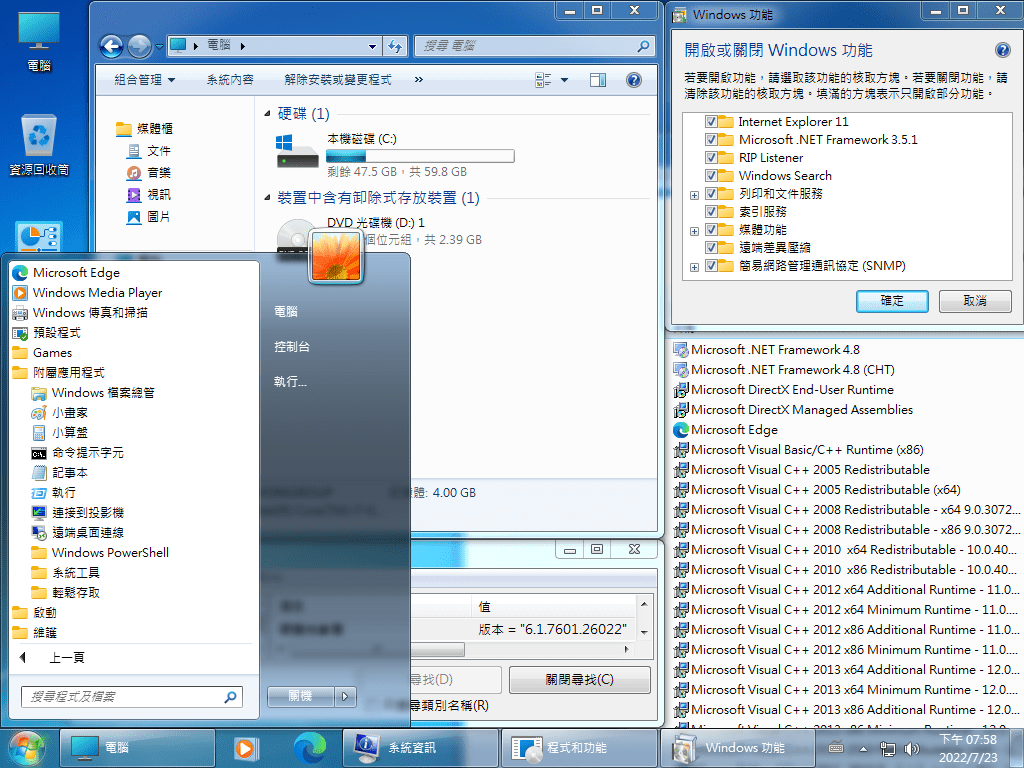 電腦
資源回收筒
電腦
搜尋 電腦
組合管理
系統內容
解除安裝或變更程式
»
媒體櫃
文件
音樂
視訊
圖片
硬碟 (1)
本機磁碟 (C:)
剩餘 47.5 GB，共 59.8 GB
裝置中含有卸除式存放裝置 (1)
DVD 光碟機 (D:) 1
個位元組，共 2.39 GB
4.00 GB
Windows 功能
開啟或關閉 Windows 功能
若要開啟功能，請選取該功能的核取方塊。若要關閉功能，請
清除該功能的核取方塊。填滿的方塊表示只開啟部分功能。
Internet Explorer 11
Microsoft .NET Framework 3.5.1
RIP Listener
Windows Search
列印和文件服務
索引服務
媒體功能
遠端差異壓縮
簡易網路管理通訊協定 (SNMP)
確定
取消
Microsoft .NET Framework 4.8
Microsoft .NET Framework 4.8 (CHT)
Microsoft DirectX End-User Runtime
Microsoft DirectX Managed Assemblies
Microsoft Edge
Microsoft Visual Basic/C++ Runtime (x86)
Microsoft Visual C++ 2005 Redistributable
Microsoft Visual C++ 2005 Redistributable (x64)
Microsoft Visual C++ 2008 Redistributable - x64 9.0.3072...
Microsoft Visual C++ 2008 Redistributable - x86 9.0.3072...
Microsoft Visual C++ 2010  x64 Redistributable - 10.0.40...
Microsoft Visual C++ 2010  x86 Redistributable - 10.0.40...
Microsoft Visual C++ 2012 x64 Additional Runtime - 11.0....
Microsoft Visual C++ 2012 x64 Minimum Runtime - 11.0....
Microsoft Visual C++ 2012 x86 Additional Runtime - 11.0....
Microsoft Visual C++ 2012 x86 Minimum Runtime - 11.0....
Microsoft Visual C++ 2013 x64 Additional Runtime - 12.0...
Microsoft Visual C++ 2013 x64 Minimum Runtime - 12.0....
Microsoft Visual C++ 2013 x86 Additional Runtime - 12.0...
Microsoft Edge
Windows Media Player
Windows 傳真和掃描
預設程式
Games
附屬應用程式
Windows 檔案總管
小畫家
小算盤
命令提示字元
記事本
執行
連接到投影機
遠端桌面連線
Windows PowerShell
系統工具
輕鬆存取
啟動
維護
上一頁
搜尋程式及檔案
電腦
控制台
執行...
關機
值
版本 = "6.1.7601.26022"
尋找(D)
關閉尋找(C)
尋類別名稱(R)
電腦
系統資訊
程式和功能
Windows 功能
下午 07:58
2022/7/23